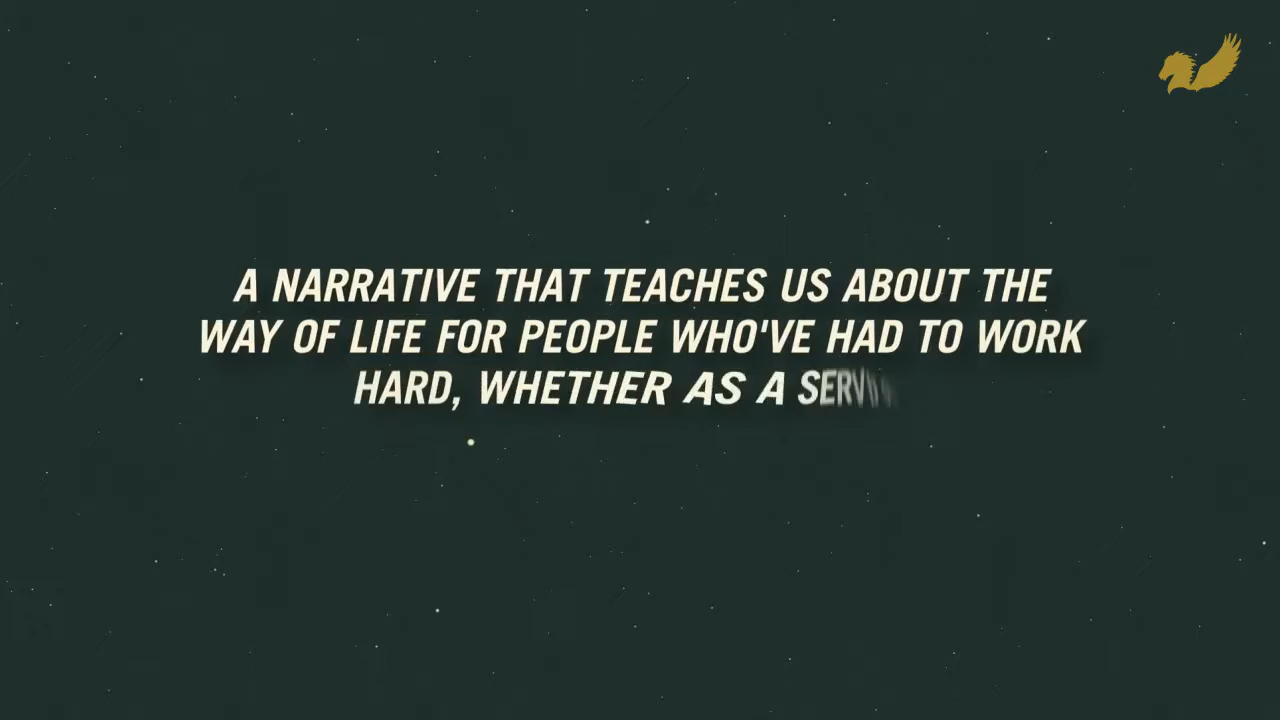 A NARRATIVE THAT TEACHES US ABOUT THE
WAY OF LIFE FOR PEOPLE WHO'VE HAD TO WORK
HARD, WHETHER AS A